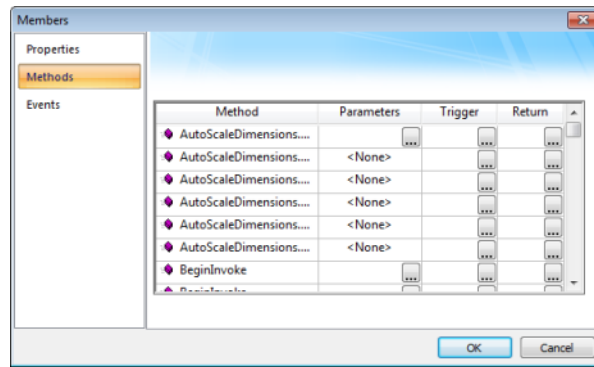 Members
Properties
Methods
Events
Method Parameters Trigger Return
AutoScaleDimensions.... ...  ... ...
AutoScaleDimensions.... <None> ... ...
AutoScaleDimensions.... <None> ... ...
AutoScaleDimensions.... <None> ... ...
AutoScaleDimensions.... <None> ... ...
AutoScaleDimensions.... <None> ... ...
BeginInvoke ... ... ...
BeginInvoke
OK Cancel